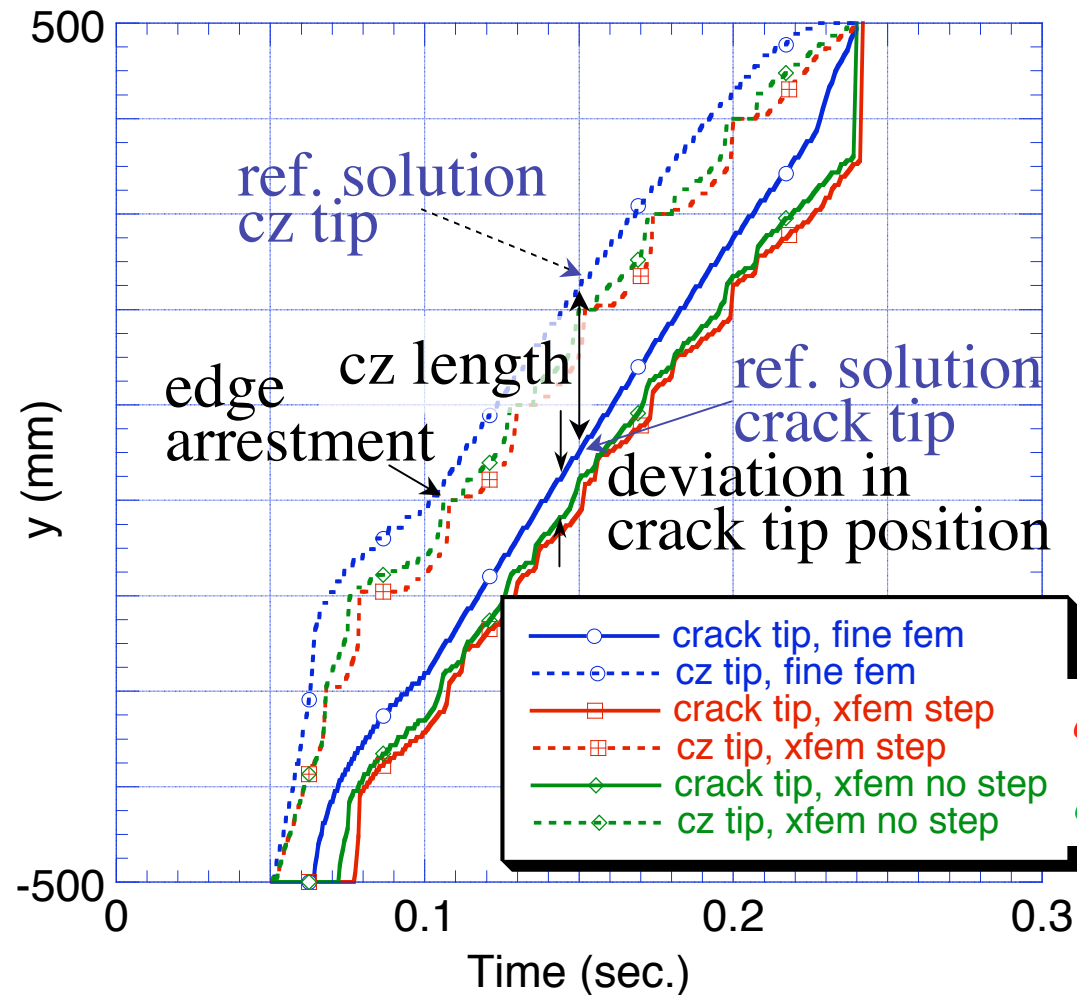 500
ref. solution
cz tip
cz length
edge
arrestment
ref. solution
crack tip
deviation in
crack tip position
y (mm)
crack tip, fine fem
cz tip, fine fem
crack tip, xfem step
cz tip, xfem step
crack tip, xfem no step
cz tip, xfem no step
-500
0
0.1
0.2
0.3
Time (sec.)